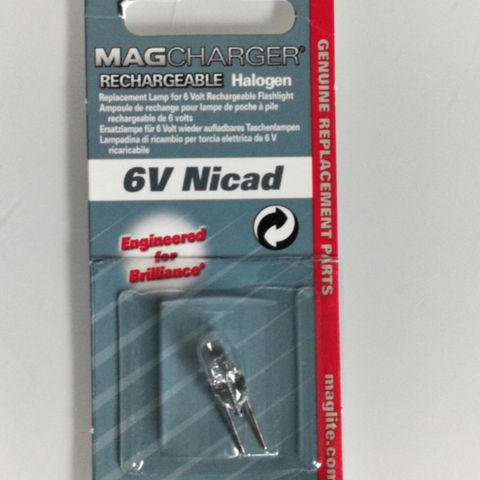 MAGCHARGER®
RECHARGEABLE Halogen
Replacement Lamp for 6 Volt Rechargeable Flashlight
Ampoule de rechange pour lampe de poche à pile
rechargeable de 6 volts
Ersatzlampe für 6 Volt wieder aufladbares Taschenlampen
Lampadina di ricambio per torcia elettrica da 6 V
ricaricabile
6V Nicad
Engineered
for
Brilliance®
GENUINE REPLACEMENT PARTS
maglite.com